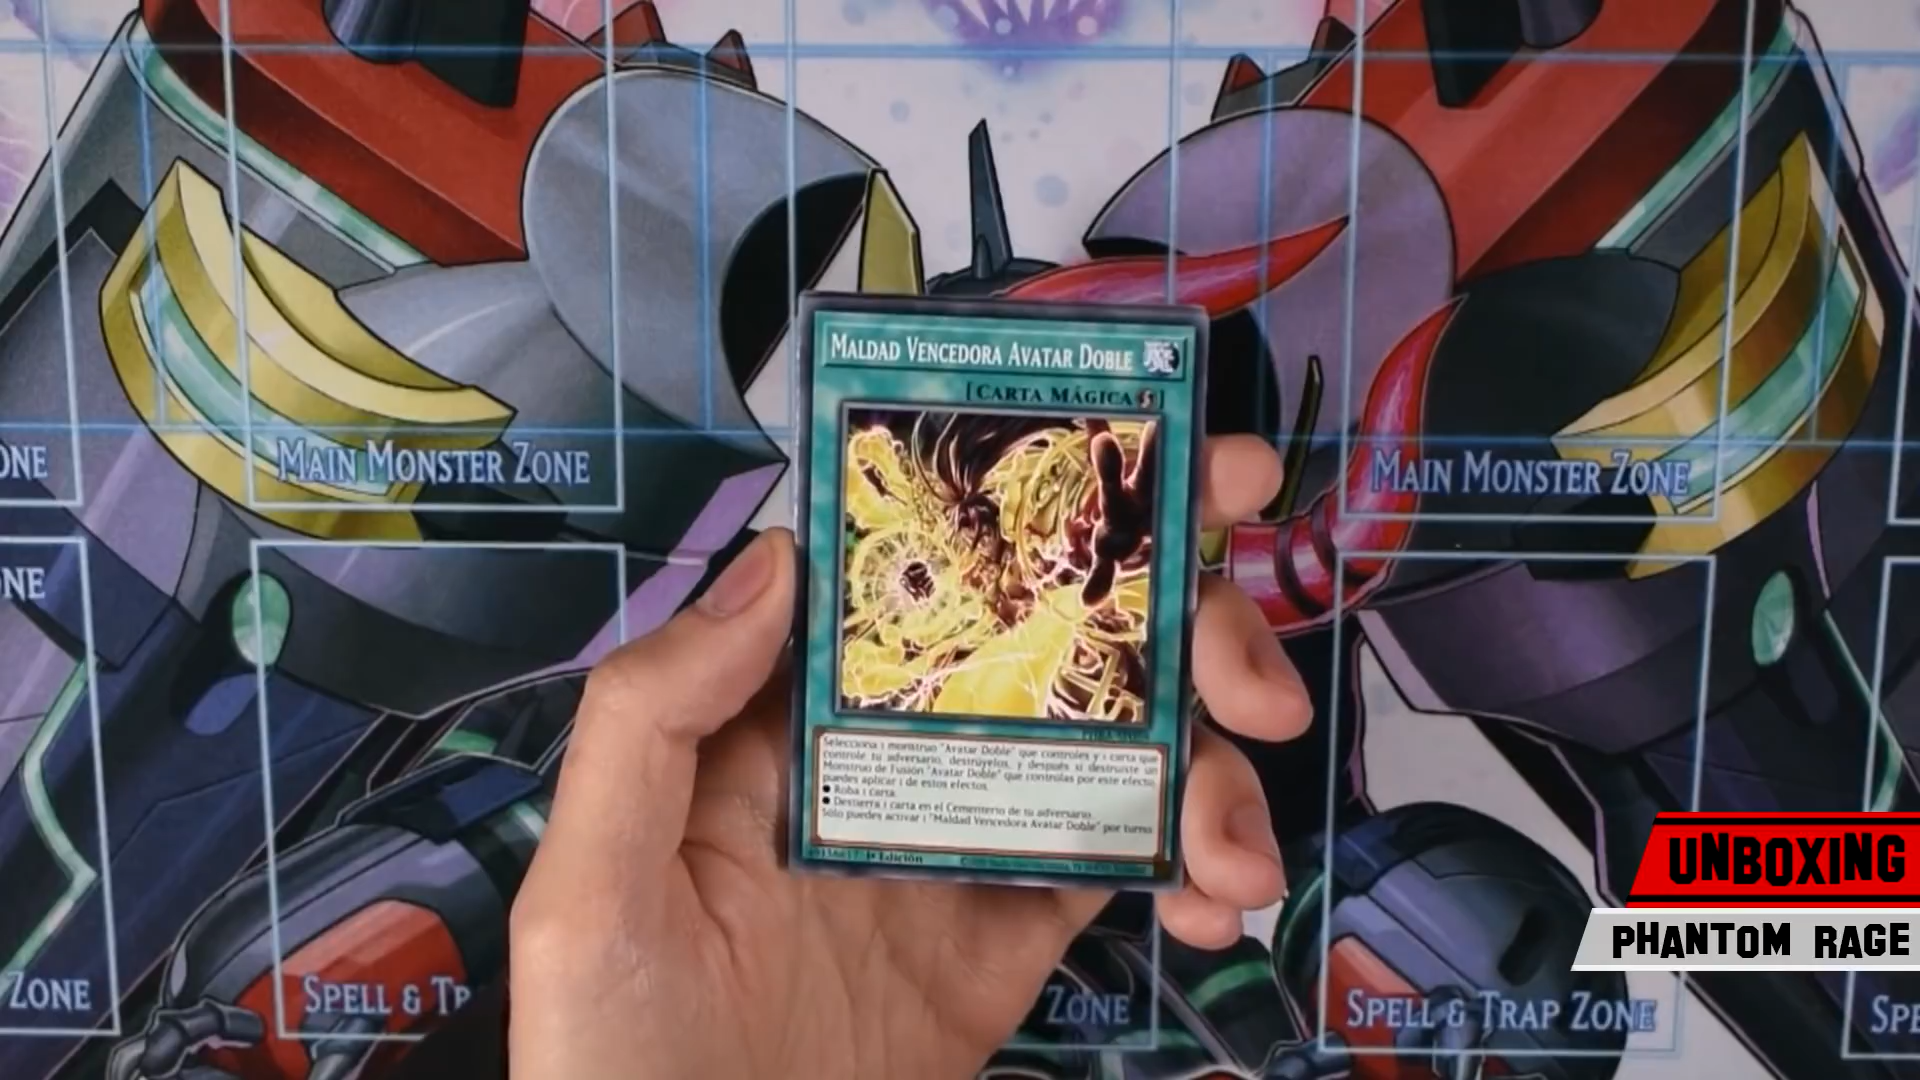 MALDAD VENCEDORA AVATAR DOBLE
[CARTA MÁGICA]
ONE
MAIN MONSTER ZONE
MAIN MONSTER ZONE
NE
Selecciona 1 monstruo "Avatar Doble" que controles y 1 carta que
controle tu adversario, destrúyelos, y después si destruiste un
Monstruo de Fusión "Avatar Doble" que controlas por este efecto,
puedes aplicar 1 de estos efectos.
● Roba 1 carta.
● Destierra 1 carta en el Cementerio de tu adversario.
Sólo puedes activar 1 "Maldad Vencedora Avatar Doble" por turno.
1ª Edición
UNBOXING
PHANTOM RAGE
ZONE
SPELL & TR
ZONE
SPELL & TRAP ZONE
SPE